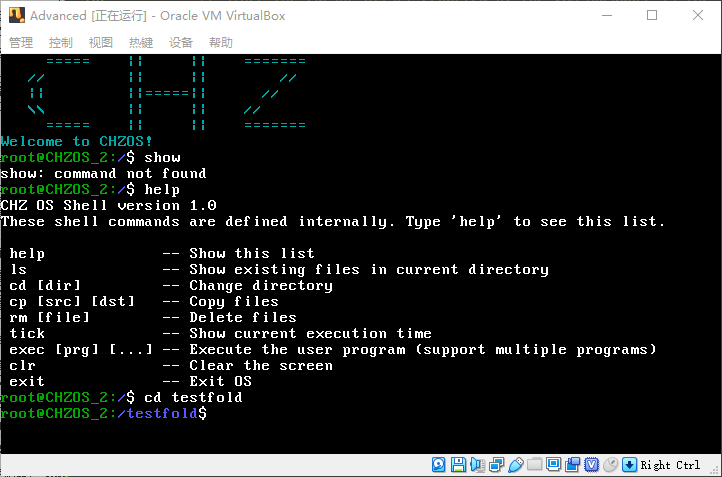 Advanced [正在运行] - Oracle VM VirtualBox
管理 控制 视图 热键 设备 帮助
CHZ
Welcome to CHZOS!
root@CHZOS_2:/$ show
show: command not found
root@CHZOS_2:/$ help
CHZ OS Shell version 1.0
These shell commands are defined internally. Type 'help' to see this list.
help -- Show this list
ls -- Show existing files in current directory
cd [dir] -- Change directory
cp [src] [dst] -- Copy files
rm [file] -- Delete files
tick -- Show current execution time
exec [prg] [...] -- Execute the user program (support multiple programs)
clr -- Clear the screen
exit -- Exit OS
root@CHZOS_2:/$ cd testfold
root@CHZOS_2:/testfold$
Right Ctrl